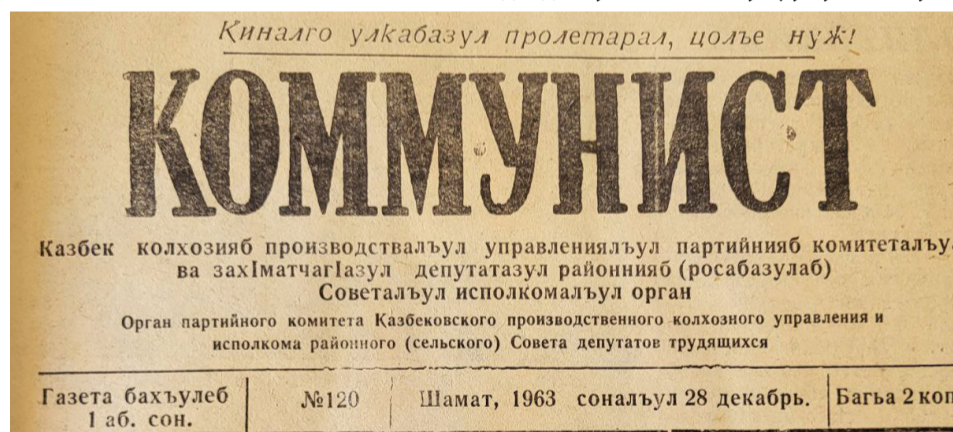 Киналго улкабазул пролетарал, цолъе нуж!
КОММУНИСТ
Казбек колхозияб производствалъул управлениялъул партийнияб комитеталъу
ва захІматчагІазул депутатазул районнияб (росабазулаб)
Советалъул исполкомалъул орган
Орган партийного комитета Казбековского производственного колхозного управления и
исполкома районного (сельского) Совета депутатов трудящихся
Газета бахъулеб
1 аб. сон.
№120
Шамат, 1963 соналъул 28 декабрь.
Багьа 2 коп